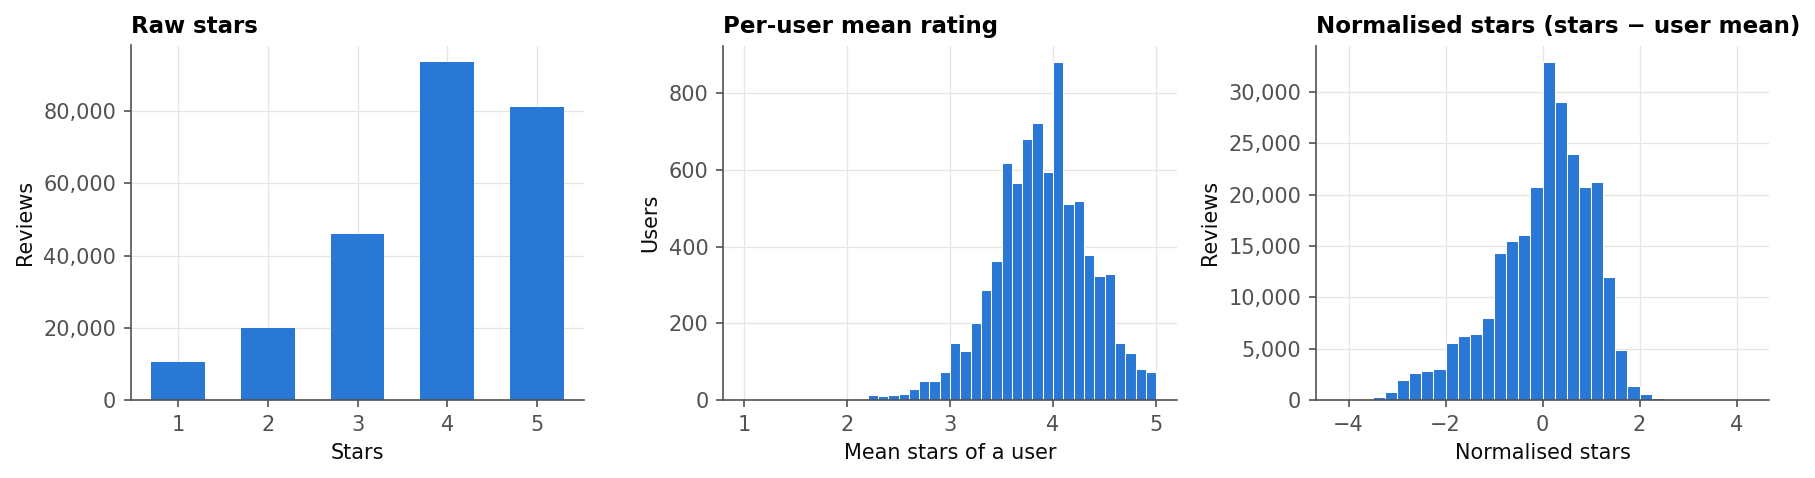 Raw stars
Reviews
80,000
60,000
40,000
20,000
0
1 2 3 4 5
Stars
Per-user mean rating
Users
800
600
400
200
0
1 2 3 4 5
Mean stars of a user
Normalised stars (stars − user mean)
Reviews
30,000
25,000
20,000
15,000
10,000
5,000
0
−4 −2 0 2 4
Normalised stars